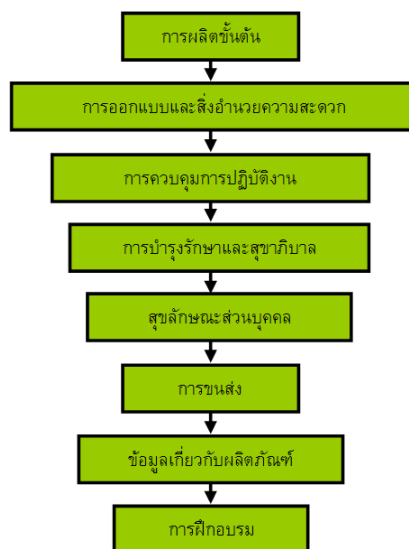 การผลิตขั้นต้น
การออกแบบและสิ่งอำนวยความสะดวก
การควบคุมการปฏิบัติงาน
การบำรุงรักษาและสุขาภิบาล
สุขลักษณะส่วนบุคคล
การขนส่ง
ข้อมูลเกี่ยวกับผลิตภัณฑ์
การฝึกอบรม